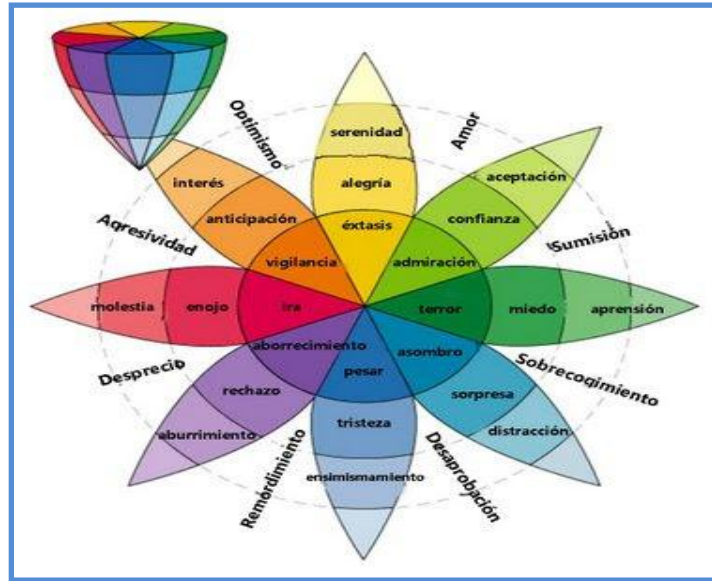 Optimismo
Amor
serenidad
interés
alegría
aceptación
anticipación
confianza
éxtasis
Agresividad
Sumisión
vigilancia
admiración
molestia
enojo
ira
terror
miedo
aprensión
aborrecimiento
asombro
Desprecio
Sobrecogimiento
pesar
rechazo
sorpresa
tristeza
aburrimiento
distracción
ensimismamiento
Remordimiento
Desaprobación